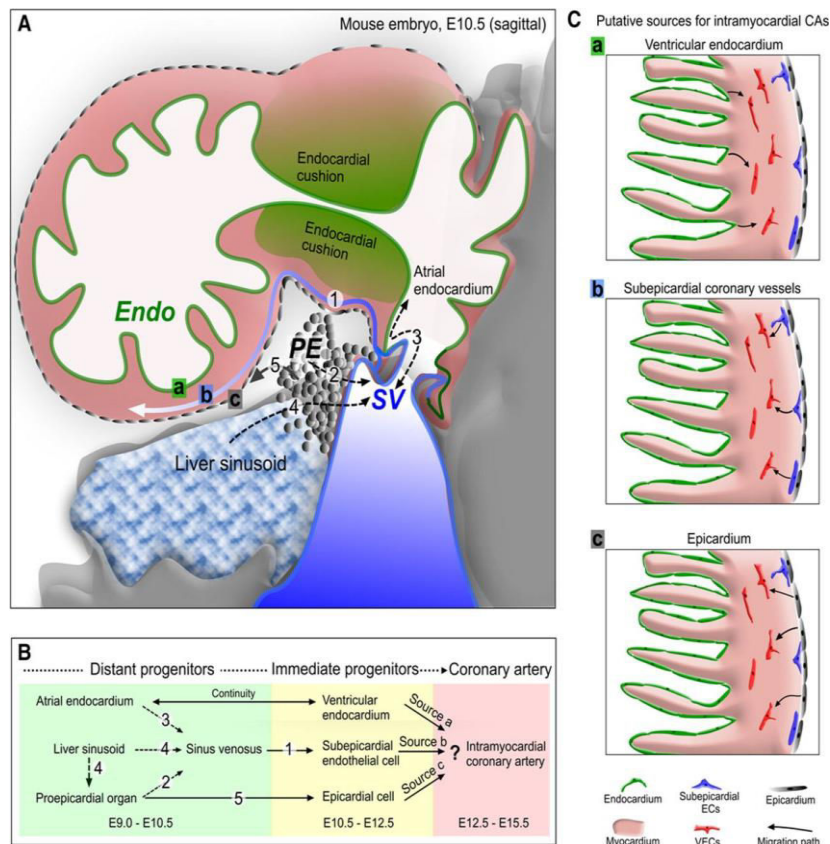 A
Mouse embryo, E10.5 (sagittal)
Endocardial
cushion
Endocardial
cushion
Atrial
endocardium
Endo
1
3
PE
5
2
a
b
c
4
SV
Liver sinusoid
B
Distant progenitors
Immediate progenitors
Coronary artery
Atrial endocardium
Continuity
Ventricular
endocardium
Source a
3
Liver sinusoid
4
Sinus venosus
1
Subepicardial
endothelial cell
Source b
?
Intramyocardial
coronary artery
4
2
Source c
Proepicardial organ
5
Epicardial cell
E9.0 - E10.5
E10.5 - E12.5
E12.5 - E15.5
C
Putative sources for intramyocardial CAs
a
Ventricular endocardium
b
Subepicardial coronary vessels
c
Epicardium
Endocardium
Subepicardial
ECs
Epicardium
Myocardium
VECs
Migration path